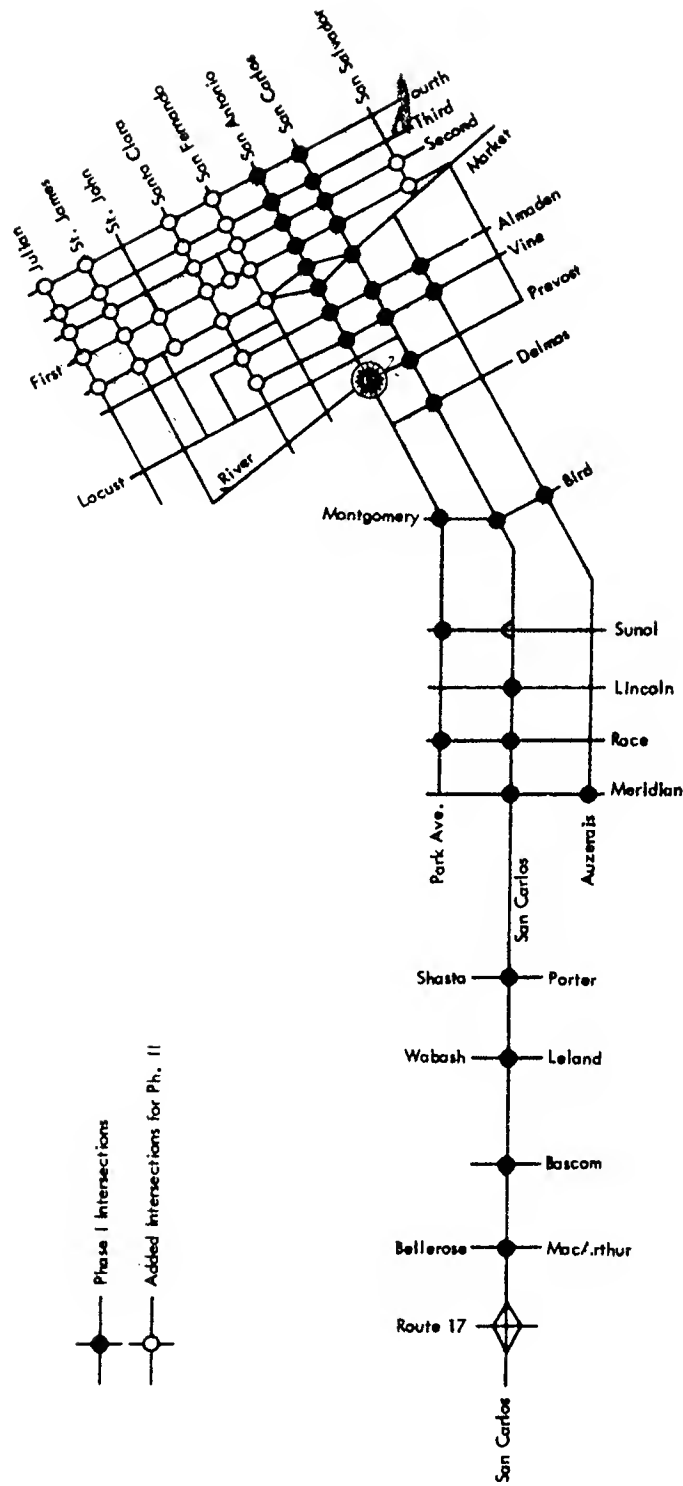 Julian
St. James
St. John
Santa Clara
San Fernando
San Antonio
San Carlos
San Salvador
Fourth
Third
Second
Market
Almaden
Vine
Prevost
Delmas
First
Locust
River
Montgomery
Bird
Sunol
Lincoln
Race
Meridian
Park Ave.
San Carlos
Auzerais
Shasta
Porter
Wabash
Leland
Bascom
Bellerose
MacArthur
Route 17
San Carlos
Phase I Intersections
Added Intersections for Ph. II